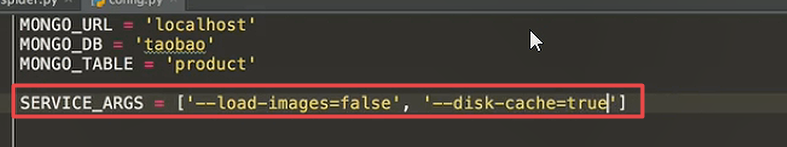 spider.py config.py
MONGO_URL = 'localhost'
MONGO_DB = 'taobao'
MONGO_TABLE = 'product'
SERVICE_ARGS = ['--load-images=false', '--disk-cache=true']